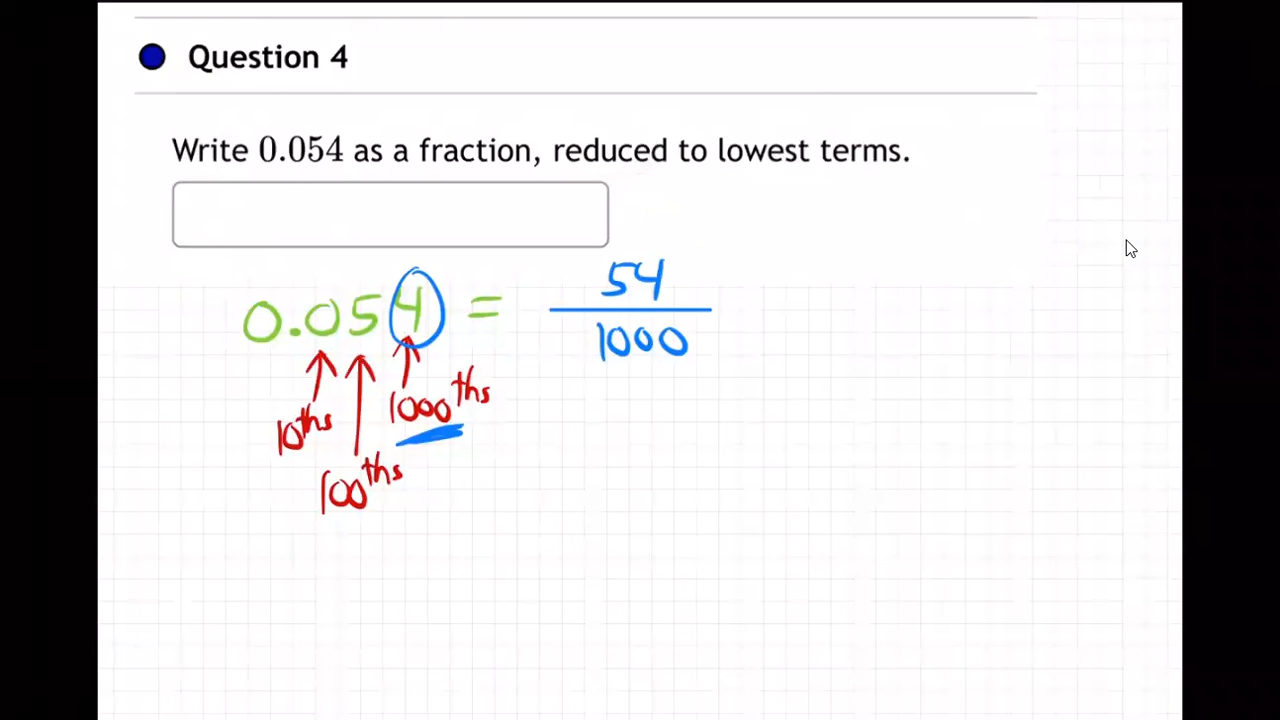 Question 4
Write 0.054 as a fraction, reduced to lowest terms.
0.054 = 54/1000
10ths
100ths
1000ths